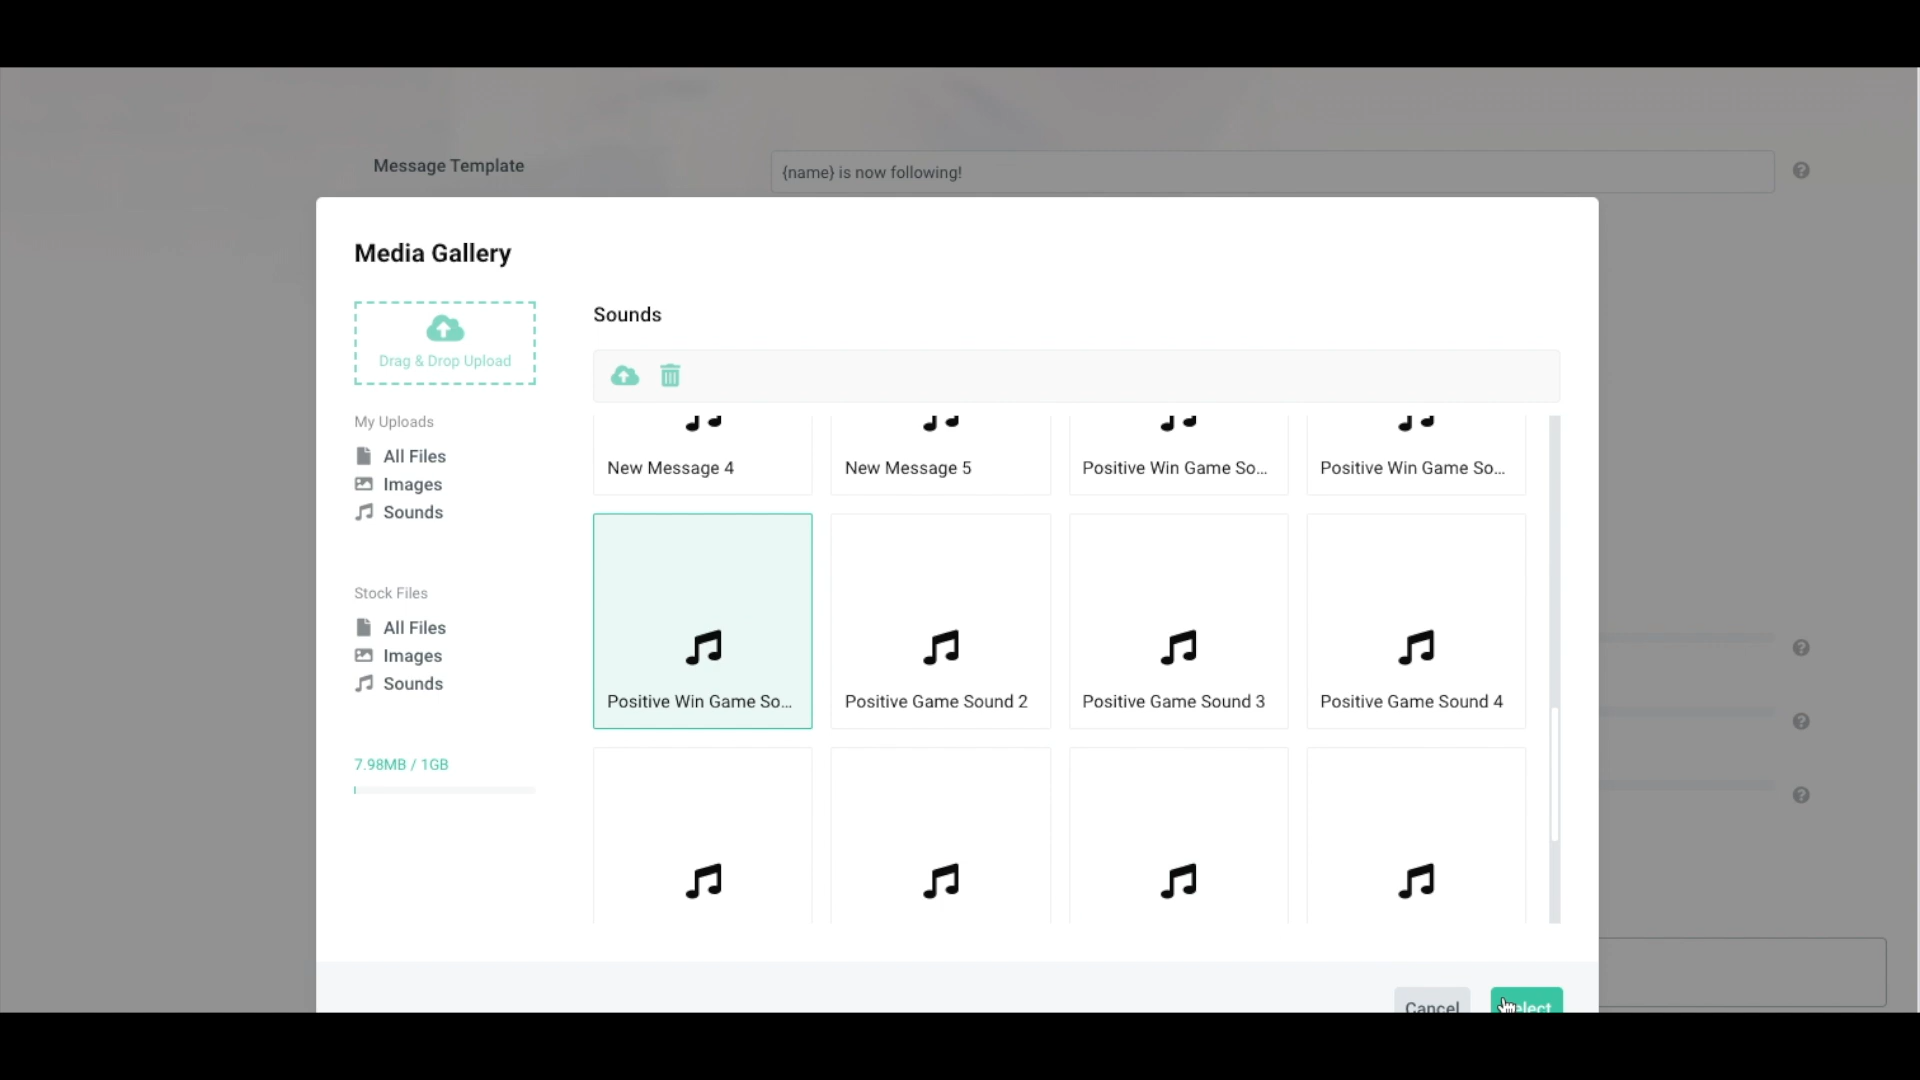 Message Template
{name} is now following!
Media Gallery
Drag & Drop Upload
My Uploads
All Files
Images
Sounds
Stock Files
All Files
Images
Sounds
7.98MB / 1GB
Sounds
New Message 4
New Message 5
Positive Win Game So...
Positive Win Game So...
Positive Win Game So...
Positive Game Sound 2
Positive Game Sound 3
Positive Game Sound 4
Cancel